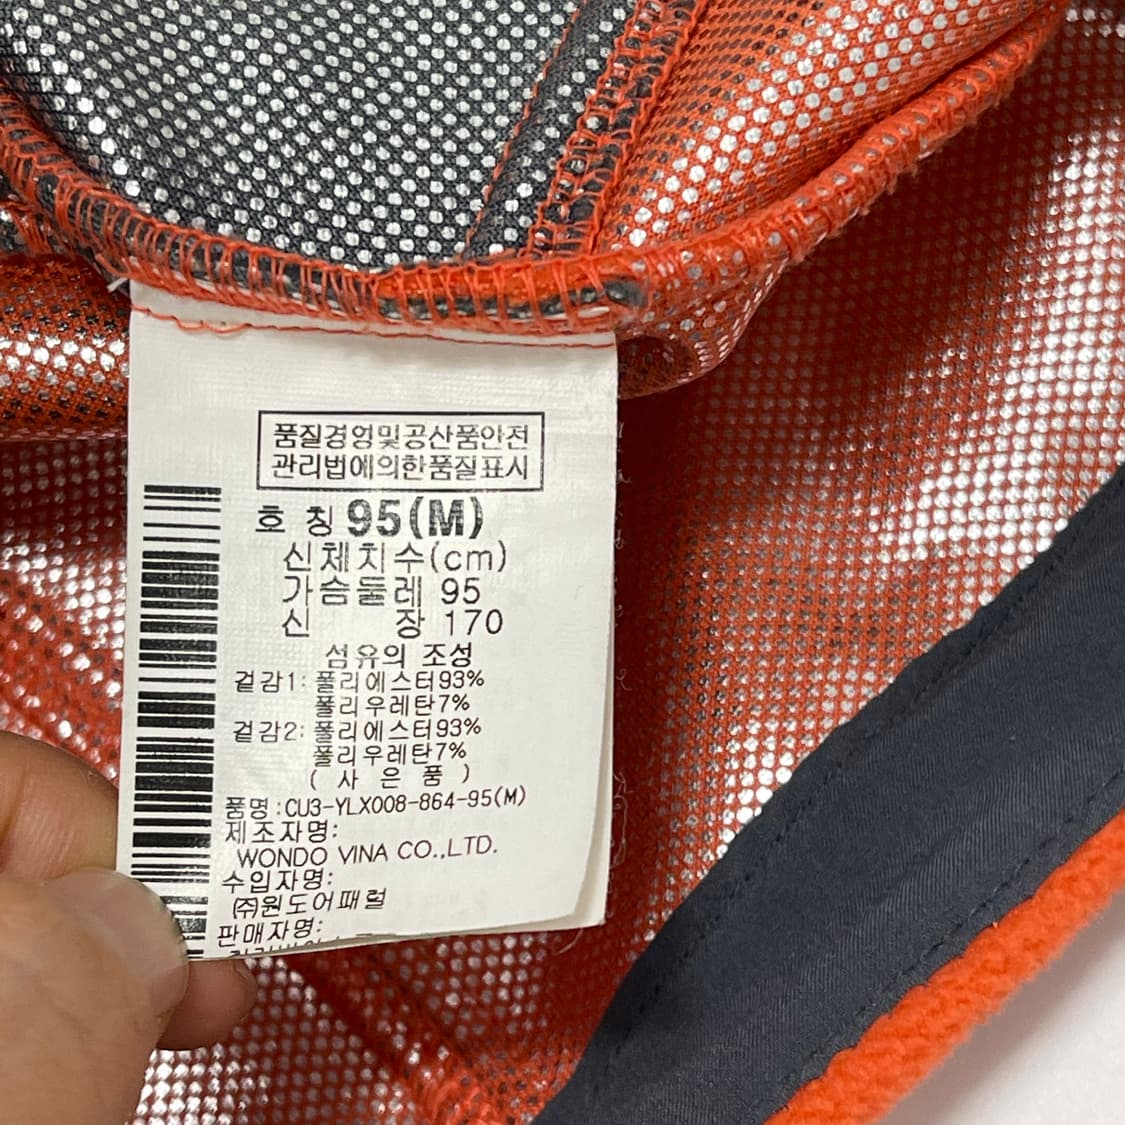 품질경영및공산품안전
관리법에의한품질표시
호 칭 95(M)
신체치수(cm)
가슴둘레 95
신 장 170
섬유의 조성
겉감1: 폴리에스터93%
폴리우레탄7%
겉감2: 폴리에스터93%
폴리우레탄7%
( 사 은 품 )
품명:CU3-YLX008-864-95(M)
제조자명:
WONDO VINA CO.,LTD.
수입자명:
㈜원도어패럴
판매자명: